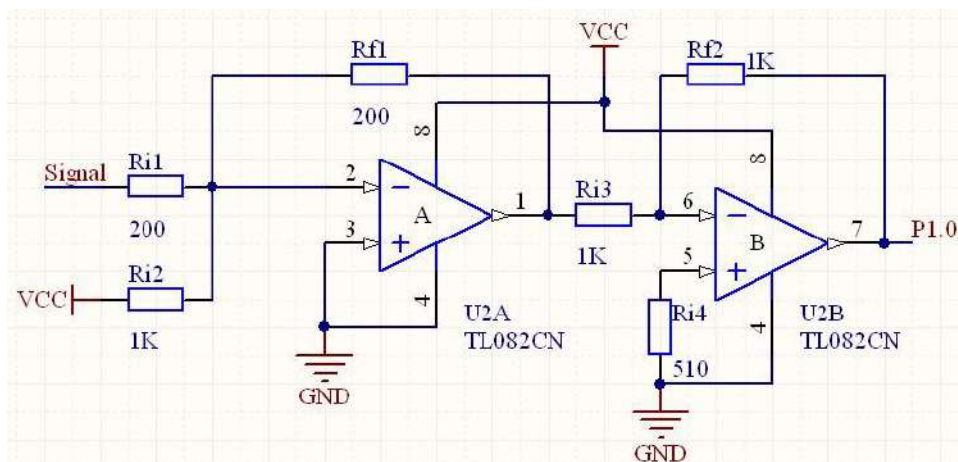 VCC
Rf1
200
Rf2
1K
8
8
Signal
Ri1
200
2
−
A
3
+
1
Ri3
1K
6
−
B
5
+
7
P1.0
VCC
Ri2
1K
4
U2A
TL082CN
GND
Ri4
510
4
U2B
TL082CN
GND